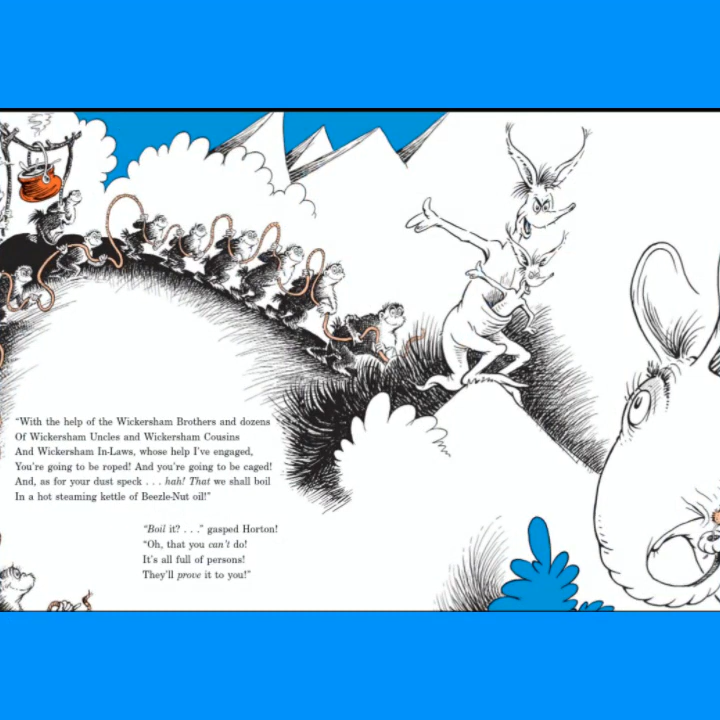 “With the help of the Wickersham Brothers and dozens
Of Wickersham Uncles and Wickersham Cousins
And Wickersham In-Laws, whose help I’ve engaged,
You’re going to be roped! And you’re going to be caged!
And, as for your dust speck . . . hah! That we shall boil
In a hot steaming kettle of Beezle-Nut oil!”
“Boil it? . . .” gasped Horton!
“Oh, that you can’t do!
It’s all full of persons!
They’ll prove it to you!”